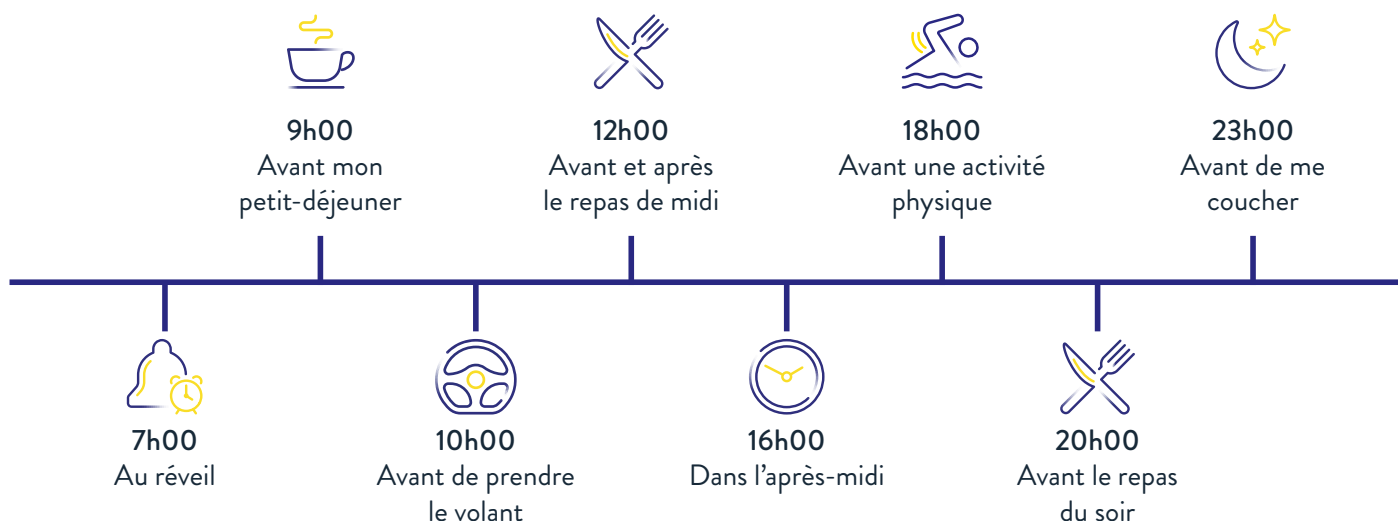 9h00
Avant mon
petit-déjeuner
12h00
Avant et après
le repas de midi
18h00
Avant une activité
physique
23h00
Avant de me
coucher
7h00
Au réveil
10h00
Avant de prendre
le volant
16h00
Dans l’après-midi
20h00
Avant le repas
du soir